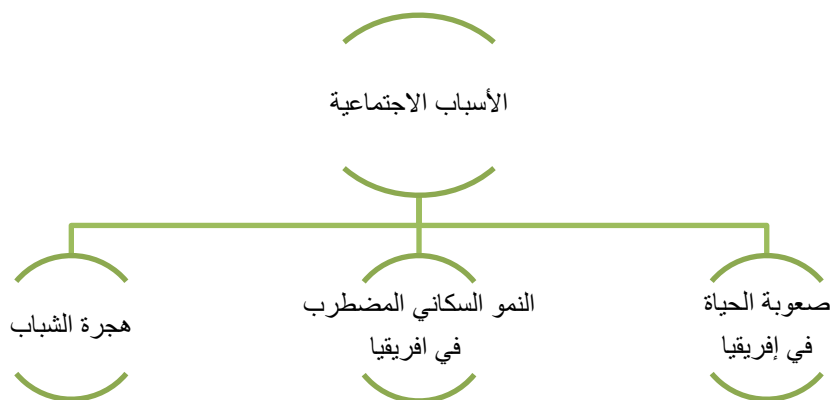 الأسباب الاجتماعية
صعوبة الحياة
في إفريقيا
النمو السكاني المضطرب
في افريقيا
هجرة الشباب